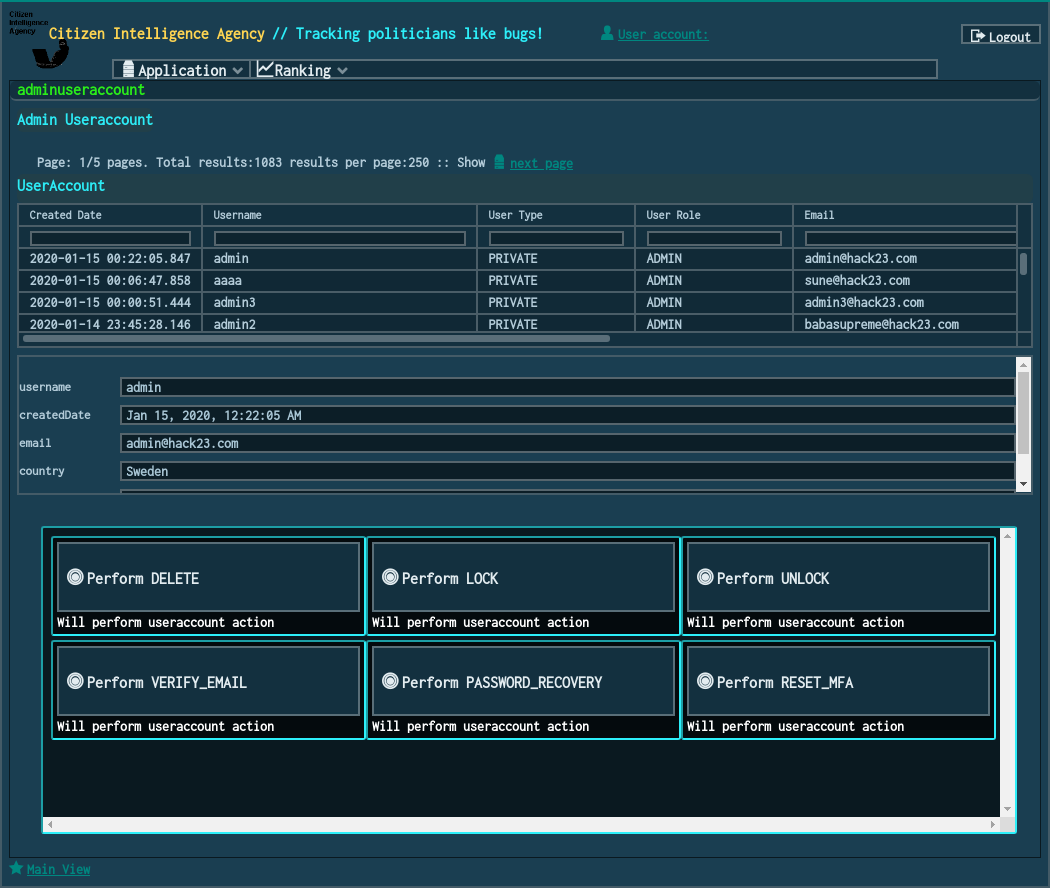 Citizen
Intelligence
Agency
Citizen Intelligence Agency // Tracking politicians like bugs!
User account:
Logout
Application
Ranking
adminuseraccount
Admin Useraccount
Page: 1/5 pages. Total results:1083 results per page:250 :: Show next page
UserAccount
Created Date Username User Type User Role Email
2020-01-15 00:22:05.847 admin PRIVATE ADMIN admin@hack23.com
2020-01-15 00:06:47.858 aaaa PRIVATE ADMIN sune@hack23.com
2020-01-15 00:00:51.444 admin3 PRIVATE ADMIN admin3@hack23.com
2020-01-14 23:45:28.146 admin2 PRIVATE ADMIN babasupreme@hack23.com
username admin
createdDate Jan 15, 2020, 12:22:05 AM
email admin@hack23.com
country Sweden
Perform DELETE Perform LOCK Perform UNLOCK
Will perform useraccount action Will perform useraccount action Will perform useraccount action
Perform VERIFY_EMAIL Perform PASSWORD_RECOVERY Perform RESET_MFA
Will perform useraccount action Will perform useraccount action Will perform useraccount action
Main View